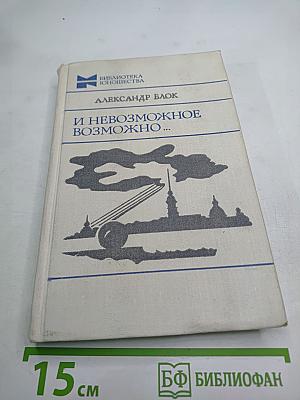 БИБЛИОТЕКА
ЮНОШЕСТВА
АЛЕКСАНДР БЛОК
И НЕВОЗМОЖНОЕ
ВОЗМОЖНО...
15 см
БФ БИБЛИОФАН